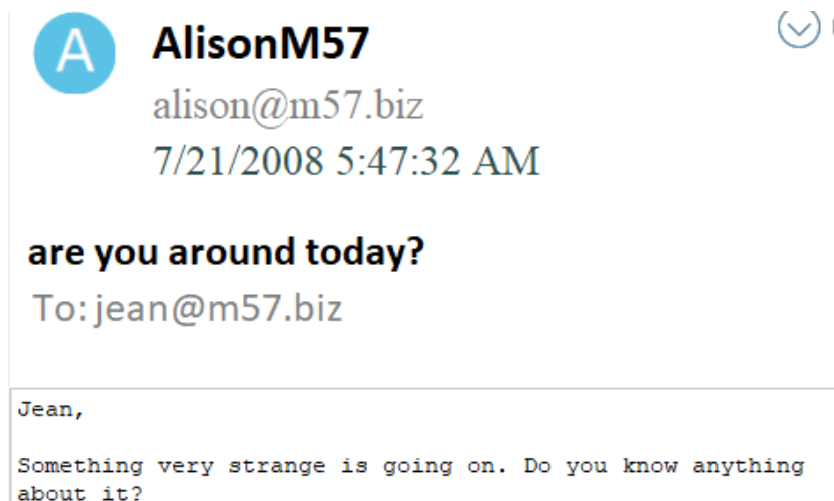 A
AlisonM57
alison@m57.biz
7/21/2008 5:47:32 AM
are you around today?
To: jean@m57.biz
Jean,
Something very strange is going on. Do you know anything
about it?